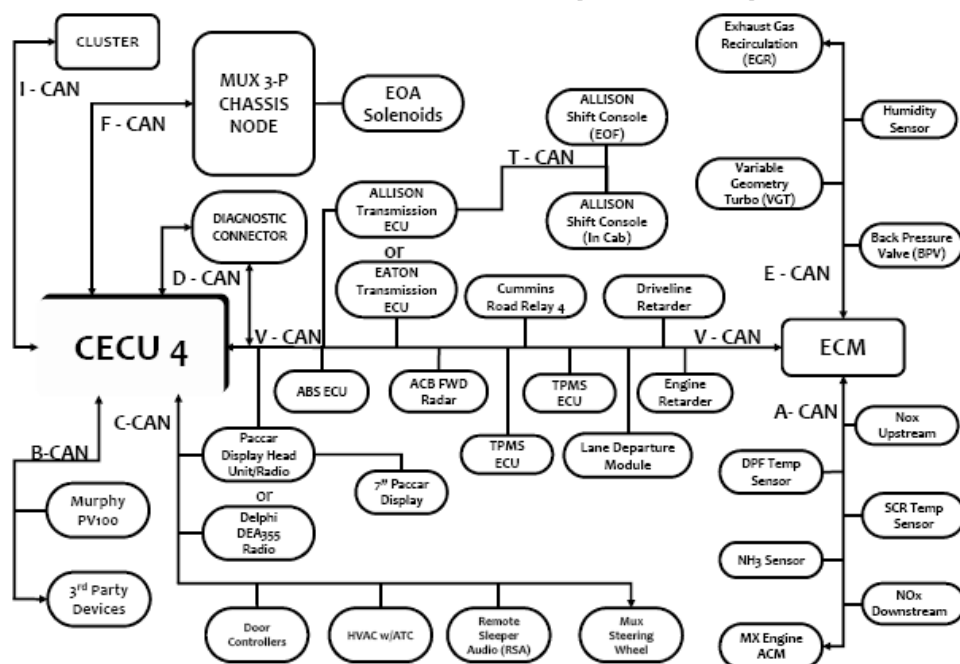 CLUSTER
I - CAN
MUX 3-P
CHASSIS
NODE
F - CAN
EOA
Solenoids
DIAGNOSTIC
CONNECTOR
D - CAN
ALLISON
Transmission
ECU
or
EATON
Transmission
ECU
T - CAN
ALLISON
Shift Console
(EOF)
ALLISON
Shift Console
(In Cab)
Exhaust Gas
Recirculation
(EGR)
Humidity
Sensor
Variable
Geometry
Turbo (VGT)
Back Pressure
Valve (BPV)
E - CAN
CECU 4
V - CAN
Cummins
Road Relay 4
Driveline
Retarder
V - CAN
ECM
ABS ECU
ACB FWD
Radar
TPMS
ECU
TPMS
ECU
Lane Departure
Module
Engine
Retarder
A- CAN
Nox
Upstream
DPF Temp
Sensor
SCR Temp
Sensor
NH3 Sensor
NOx
Downstream
MX Engine
ACM
B-CAN
Murphy
PV100
3rd Party
Devices
C-CAN
Paccar
Display Head
Unit/Radio
or
Delphi
DEA355
Radio
7" Paccar
Display
Door
Controllers
HVAC w/ATC
Remote
Sleeper
Audio (RSA)
Mux
Steering
Wheel